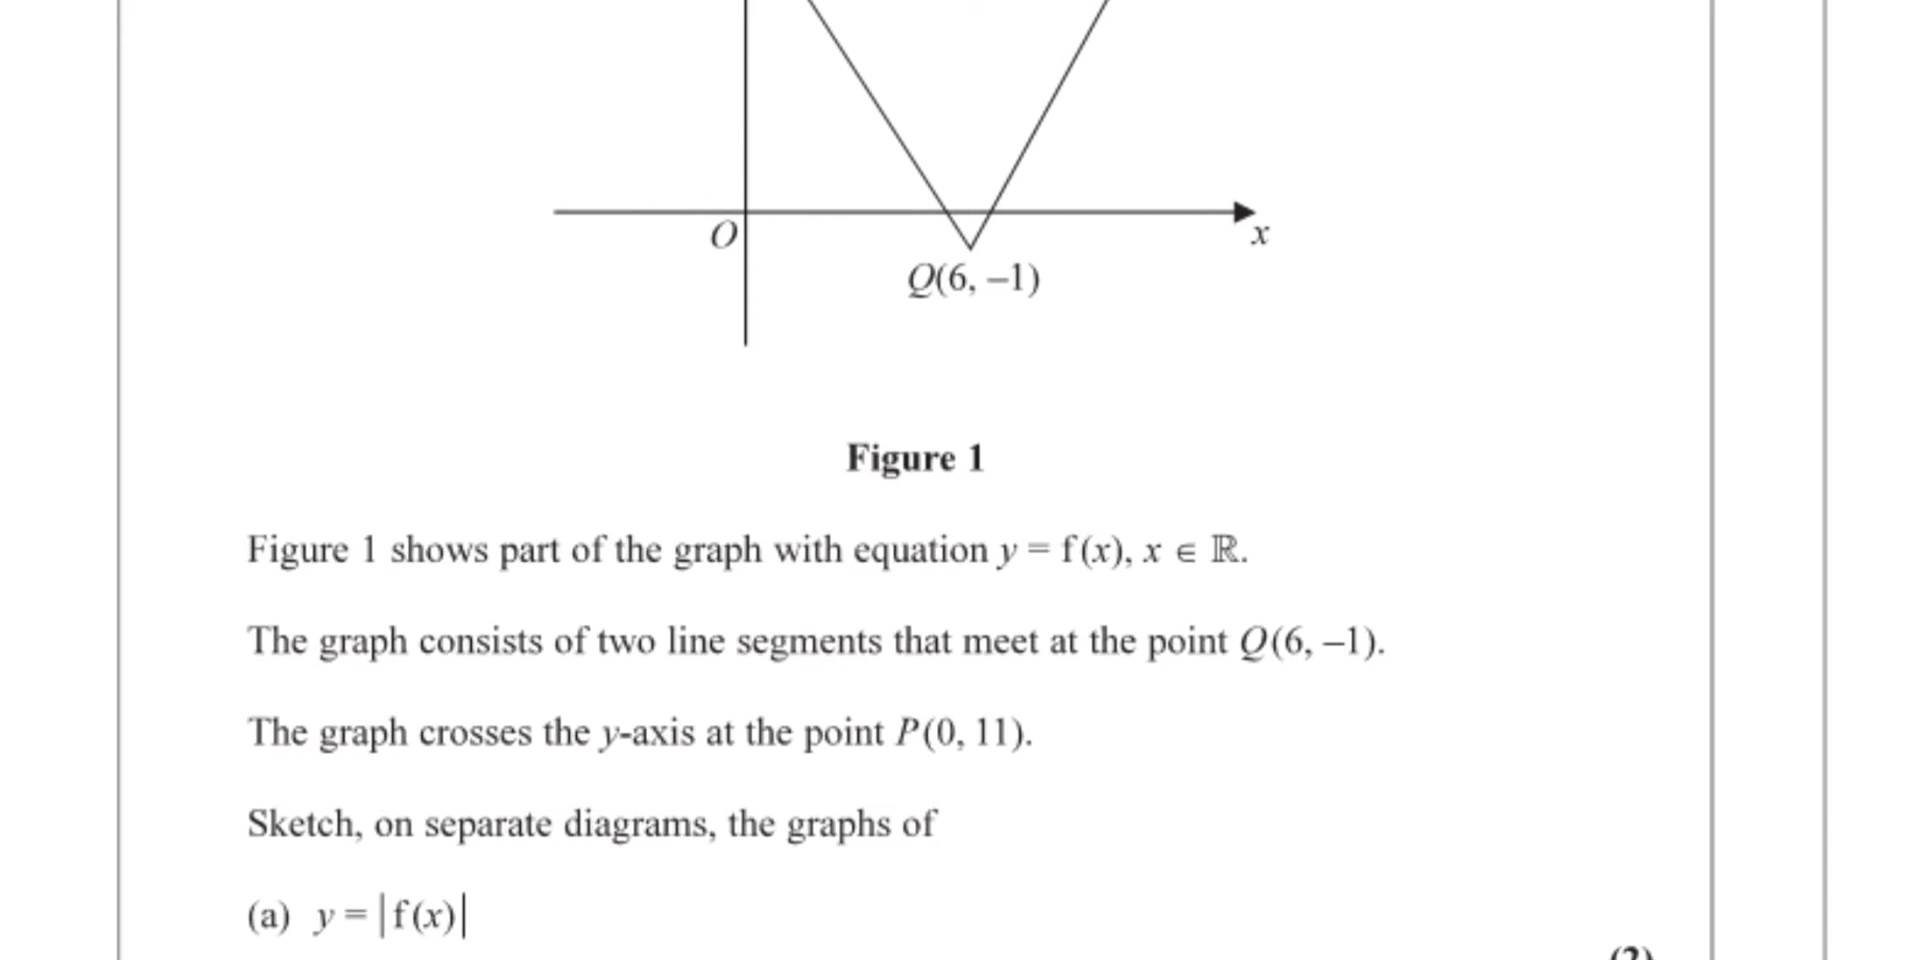 O
x
Q(6, –1)
Figure 1
Figure 1 shows part of the graph with equation y = f(x), x ∈ ℝ.
The graph consists of two line segments that meet at the point Q(6, –1).
The graph crosses the y-axis at the point P(0, 11).
Sketch, on separate diagrams, the graphs of
(a) y = |f(x)|